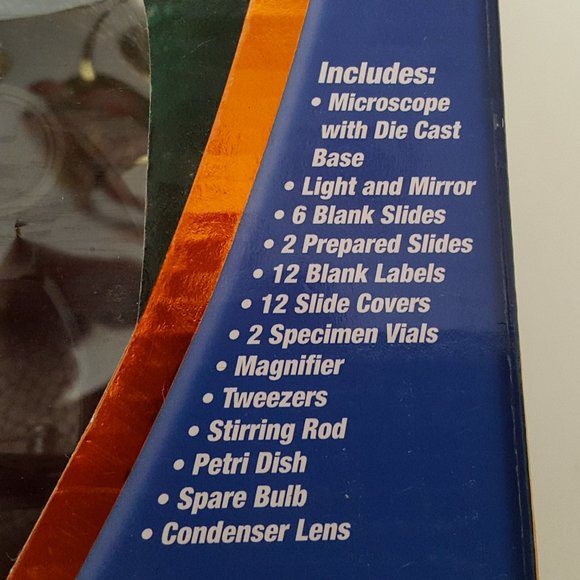 Includes:
• Microscope
with Die Cast
Base
• Light and Mirror
• 6 Blank Slides
• 2 Prepared Slides
• 12 Blank Labels
• 12 Slide Covers
• 2 Specimen Vials
• Magnifier
• Tweezers
• Stirring Rod
• Petri Dish
• Spare Bulb
• Condenser Lens